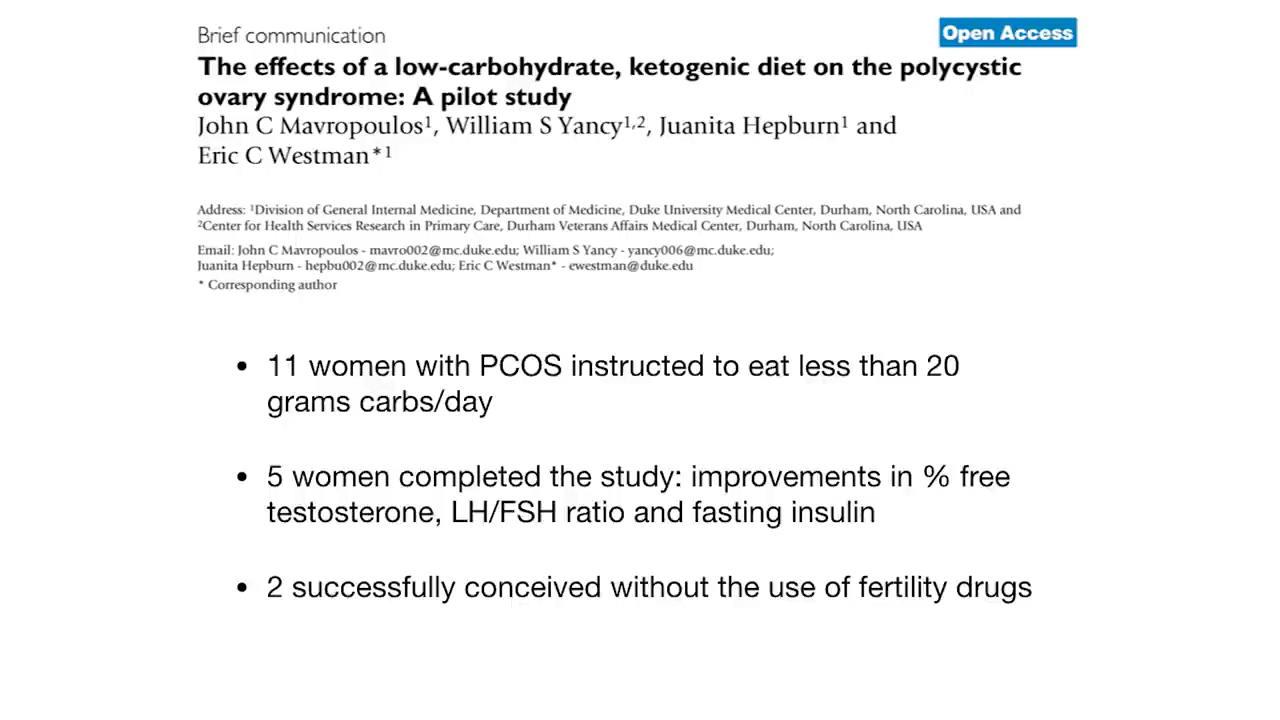 Brief communication
Open Access
The effects of a low-carbohydrate, ketogenic diet on the polycystic
ovary syndrome: A pilot study
John C Mavropoulos1, William S Yancy1,2, Juanita Hepburn1 and
Eric C Westman*1
Address: 1Division of General Internal Medicine, Department of Medicine, Duke University Medical Center, Durham, North Carolina, USA and
2Center for Health Services Research in Primary Care, Durham Veterans Affairs Medical Center, Durham, North Carolina, USA
Email: John C Mavropoulos - mavro002@mc.duke.edu; William S Yancy - yancy006@mc.duke.edu;
Juanita Hepburn - hepbu002@mc.duke.edu; Eric C Westman* - ewestman@duke.edu
* Corresponding author
• 11 women with PCOS instructed to eat less than 20
grams carbs/day
• 5 women completed the study: improvements in % free
testosterone, LH/FSH ratio and fasting insulin
• 2 successfully conceived without the use of fertility drugs